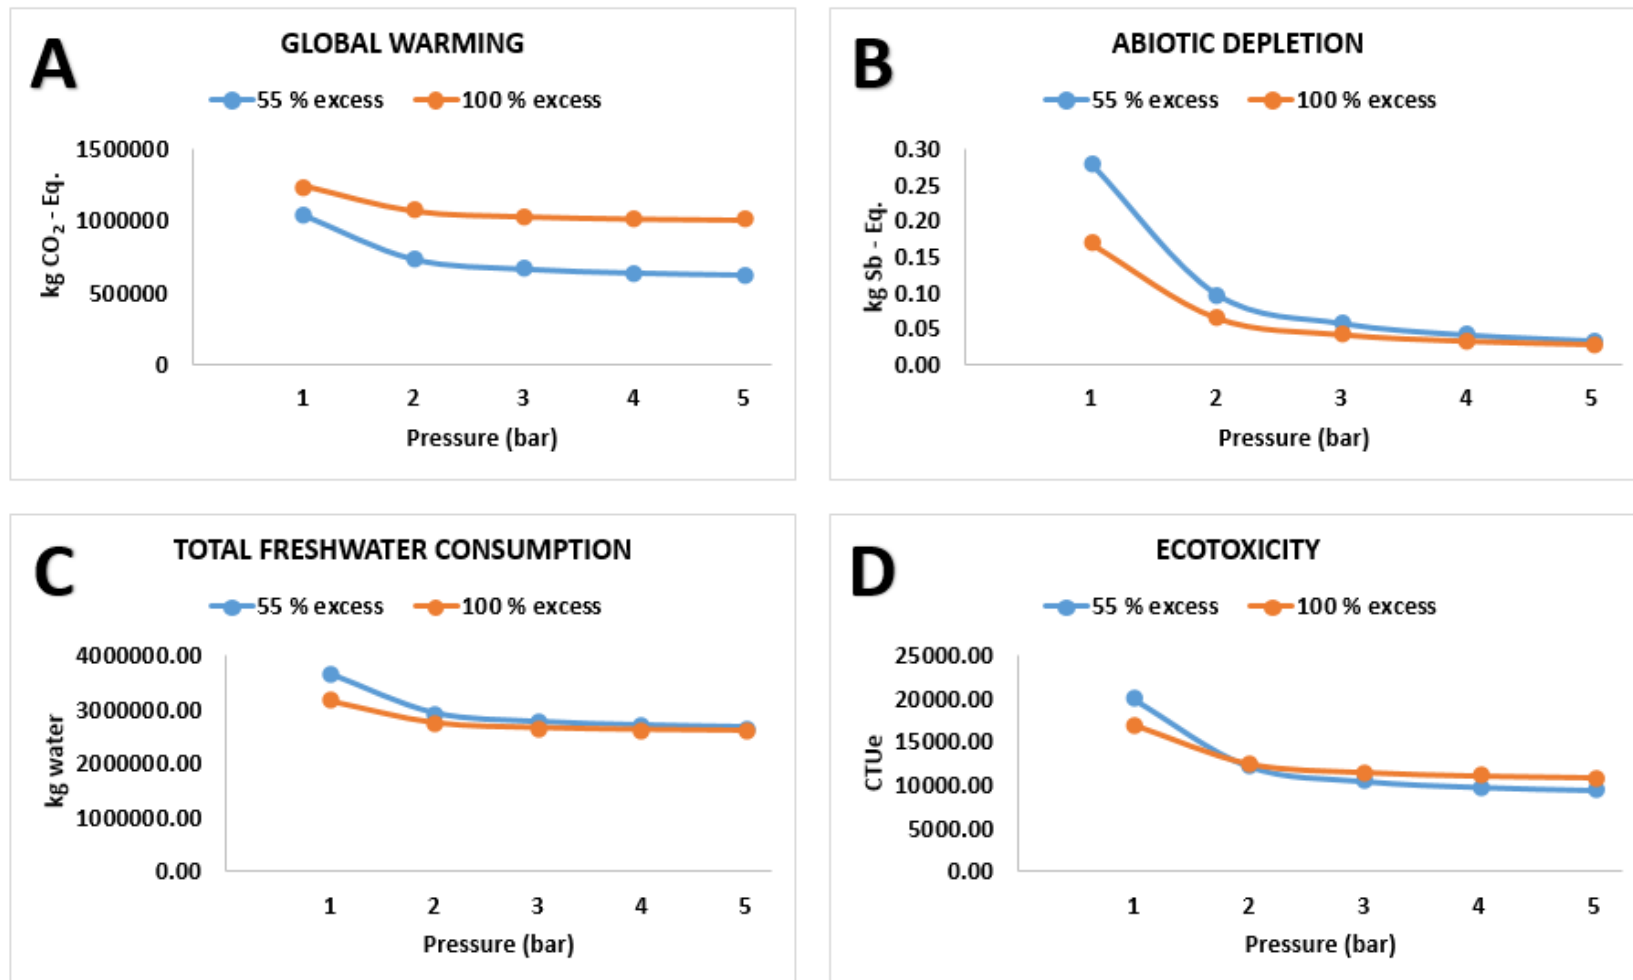 A
GLOBAL WARMING
55 % excess 100 % excess
kg CO₂ - Eq.
1500000
1000000
500000
0
1 2 3 4 5
Pressure (bar)
B
ABIOTIC DEPLETION
55 % excess 100 % excess
kg Sb - Eq.
0.30
0.25
0.20
0.15
0.10
0.05
0.00
1 2 3 4 5
Pressure (bar)
C
TOTAL FRESHWATER CONSUMPTION
55 % excess 100 % excess
kg water
4000000.00
3000000.00
2000000.00
1000000.00
0.00
1 2 3 4 5
Pressure (bar)
D
ECOTOXICITY
55 % excess 100 % excess
CTUe
25000.00
20000.00
15000.00
10000.00
5000.00
0.00
1 2 3 4 5
Pressure (bar)